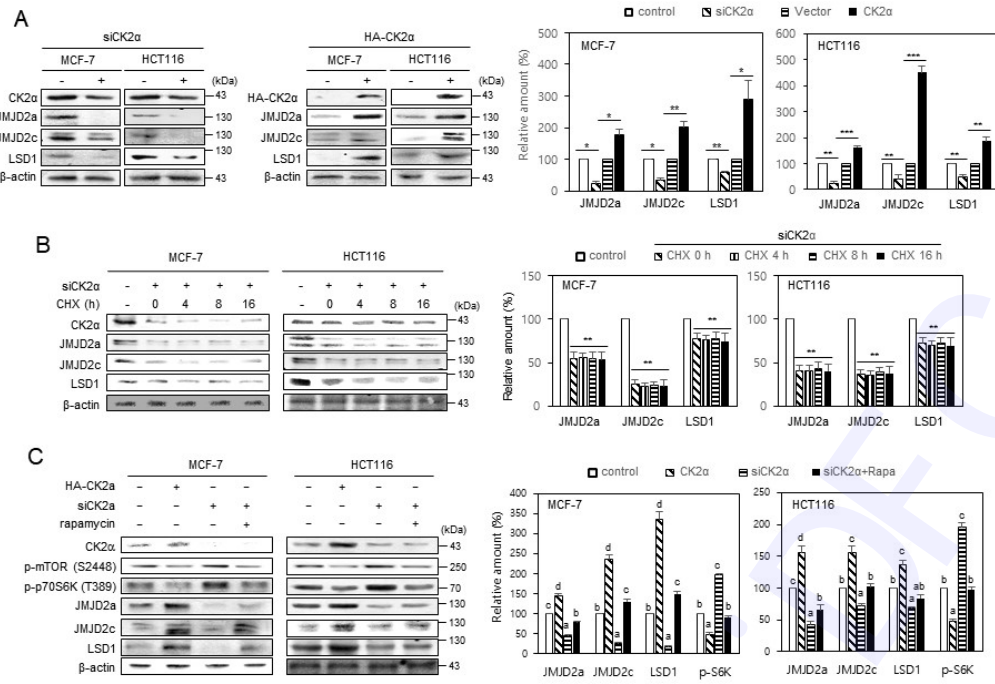 A
siCK2α
MCF-7 HCT116
- + - + (kDa)
CK2α 43
JMJD2a 130
JMJD2c 130
LSD1 130
β-actin 43
HA-CK2α
MCF-7 HCT116
- + - + (kDa)
HA-CK2α 43
JMJD2a 130
JMJD2c 130
LSD1 130
β-actin 43
control siCK2α Vector CK2α
MCF-7
Relative amount (%)
500
400
300
200
100
0
* * * ** ** *
JMJD2a JMJD2c LSD1
HCT116
600
500
400
300
200
100
0
** *** ** *** ** **
JMJD2a JMJD2c LSD1
B
MCF-7 HCT116
siCK2α - + + + + - + + + +
CHX (h) - 0 4 8 16 - 0 4 8 16 (kDa)
CK2α 43
JMJD2a 130
JMJD2c 130
LSD1 130
β-actin 43
siCK2α
control CHX 0 h CHX 4 h CHX 8 h CHX 16 h
MCF-7
Relative amount (%)
150
100
50
0
** ** **
JMJD2a JMJD2c LSD1
HCT116
150
100
50
0
** ** **
JMJD2a JMJD2c LSD1
C
MCF-7 HCT116
HA-CK2a - + - - - + - -
siCK2a - - + + - - + +
rapamycin - - - + - - - + (kDa)
CK2α 43
p-mTOR (S2448) 250
p-p70S6K (T389) 70
JMJD2a 130
JMJD2c 130
LSD1 130
β-actin 43
control CK2α siCK2α siCK2α+Rapa
MCF-7
Relative amount (%)
400
350
300
250
200
150
100
50
0
c d a b b d a c b d a c b a c b
JMJD2a JMJD2c LSD1 p-S6K
HCT116
250
200
150
100
50
0
c d a b b c a b b c a ab b a c b
JMJD2a JMJD2c LSD1 p-S6K